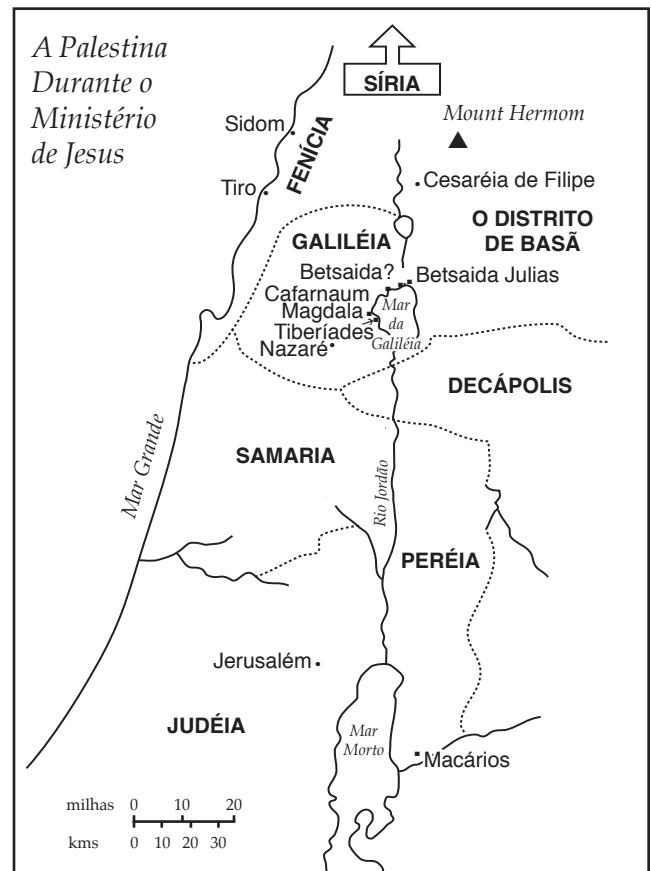 A Palestina
Durante o
Ministério
de Jesus
SÍRIA
Mount Hermom
Sidom
FENÍCIA
Tiro
Cesaréia de Filipe
O DISTRITO
DE BASÃ
GALILÉIA
Betsaida?
Betsaida Julias
Cafarnaum
Magdala
Tiberíades
Nazaré
Mar
da
Galiléia
DECÁPOLIS
Mar Grande
SAMARIA
Rio Jordão
PERÉIA
Jerusalém
JUDÉIA
Mar
Morto
Macários
milhas 0 10 20
kms 0 10 20 30